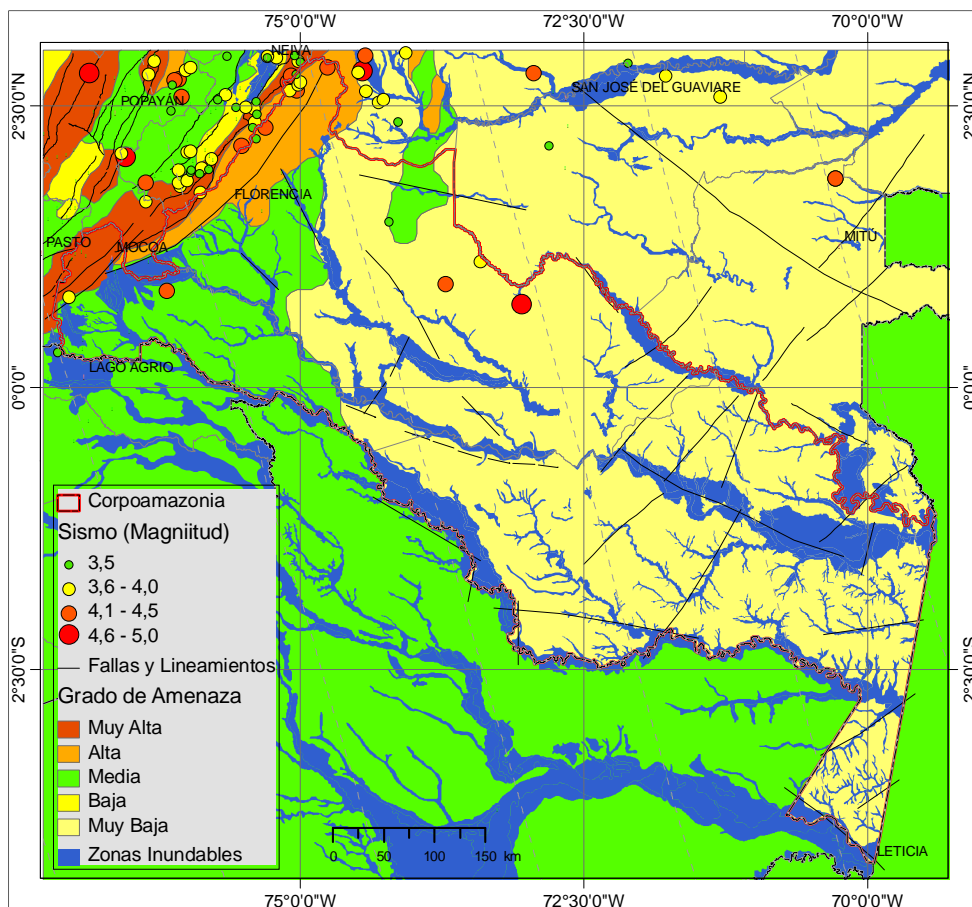 75°0'0"W
72°30'0"W
70°0'0"W
NEIVA
SAN JOSE DEL GUAVIARE
POPAYÁN
2°30'0"N
2°30'0"N
FLORENCIA
PASTO
MOCOA
MITÚ
LAGO AGRIO
0°0'0"
0°0'0"
Corpoamazonia
Sismo (Magniitud)
3,5
3,6 - 4,0
4,1 - 4,5
4,6 - 5,0
Fallas y Lineamientos
Grado de Amenaza
Muy Alta
Alta
Media
Baja
Muy Baja
Zonas Inundables
2°30'0"S
2°30'0"S
0 50 100 150 km
LETICIA
75°0'0"W
72°30'0"W
70°0'0"W